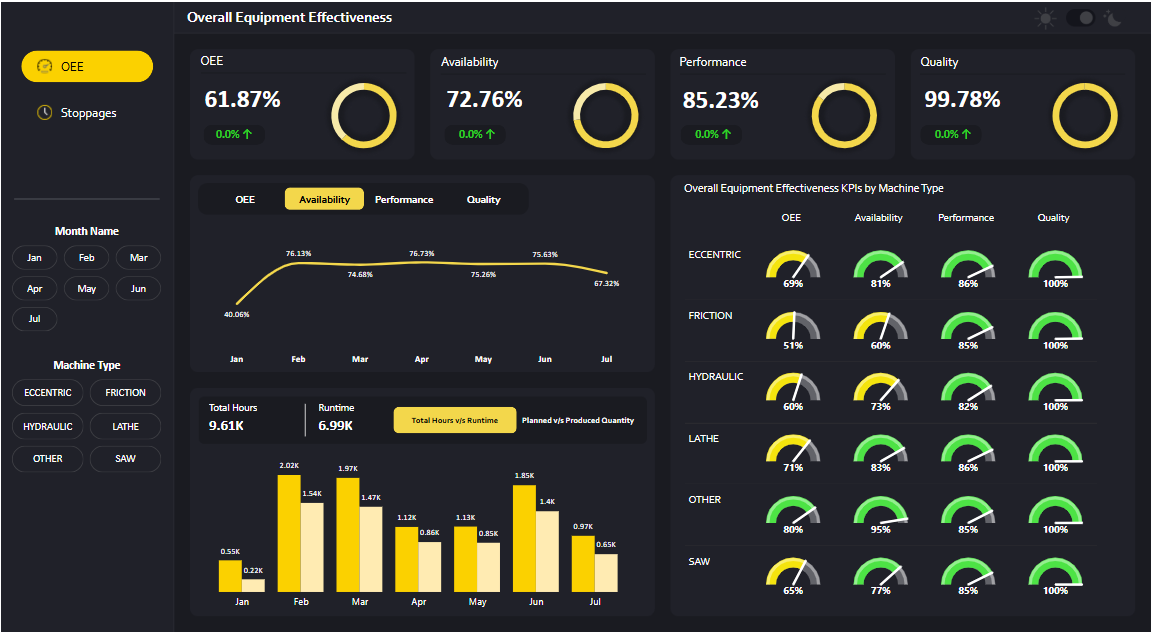 Overall Equipment Effectiveness
OEE
Stoppages
Month Name
Jan Feb Mar
Apr May Jun
Jul
Machine Type
ECCENTRIC FRICTION
HYDRAULIC LATHE
OTHER SAW
OEE
61.87%
0.0% ↑
Availability
72.76%
0.0% ↑
Performance
85.23%
0.0% ↑
Quality
99.78%
0.0% ↑
OEE Availability Performance Quality
40.06% 76.13% 74.68% 76.73% 75.26% 75.63% 67.32%
Jan Feb Mar Apr May Jun Jul
Total Hours Runtime
9.61K 6.99K
Total Hours v/s Runtime Planned v/s Produced Quantity
0.55K 0.22K 2.02K 1.54K 1.97K 1.47K 1.12K 0.86K 1.13K 0.85K 1.85K 1.4K 0.97K 0.65K
Jan Feb Mar Apr May Jun Jul
Overall Equipment Effectiveness KPIs by Machine Type
OEE Availability Performance Quality
ECCENTRIC
69% 81% 86% 100%
FRICTION
51% 60% 85% 100%
HYDRAULIC
60% 73% 82% 100%
LATHE
71% 83% 86% 100%
OTHER
80% 95% 85% 100%
SAW
65% 77% 85% 100%